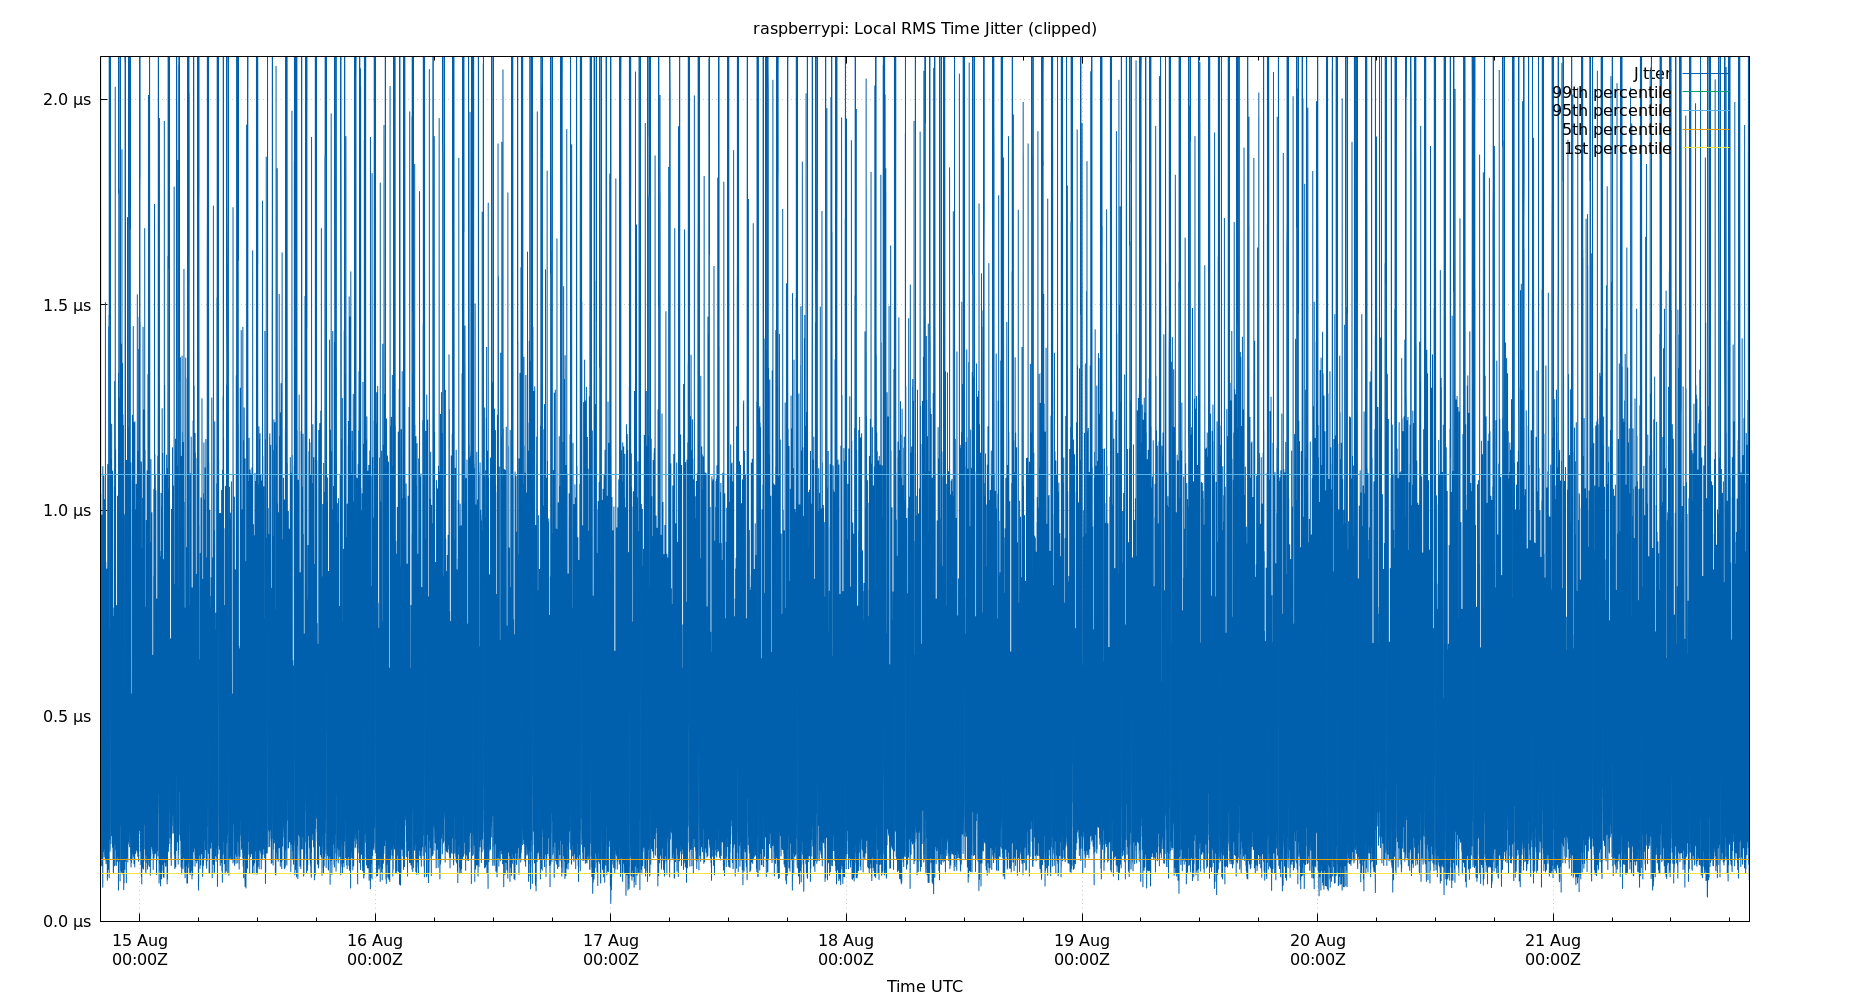 raspberrypi: Local RMS Time Jitter (clipped)
Jitter
99th percentile
95th percentile
5th percentile
1st percentile
2.0 µs
1.5 µs
1.0 µs
0.5 µs
0.0 µs
15 Aug 16 Aug 17 Aug 18 Aug 19 Aug 20 Aug 21 Aug
00:00Z 00:00Z 00:00Z 00:00Z 00:00Z 00:00Z 00:00Z
Time UTC